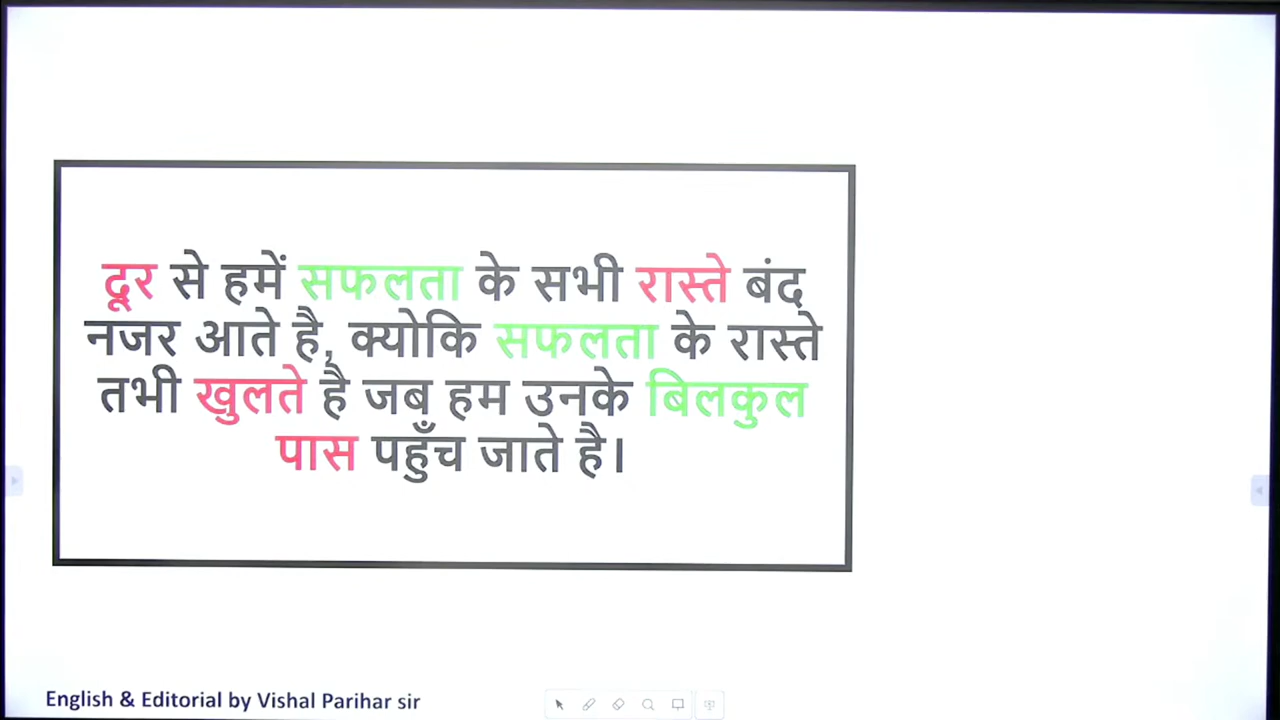 दूर से हमें सफलता के सभी रास्ते बंद
नजर आते है, क्योकि सफलता के रास्ते
तभी खुलते है जब हम उनके बिलकुल
पास पहुँच जाते है।
English & Editorial by Vishal Parihar sir